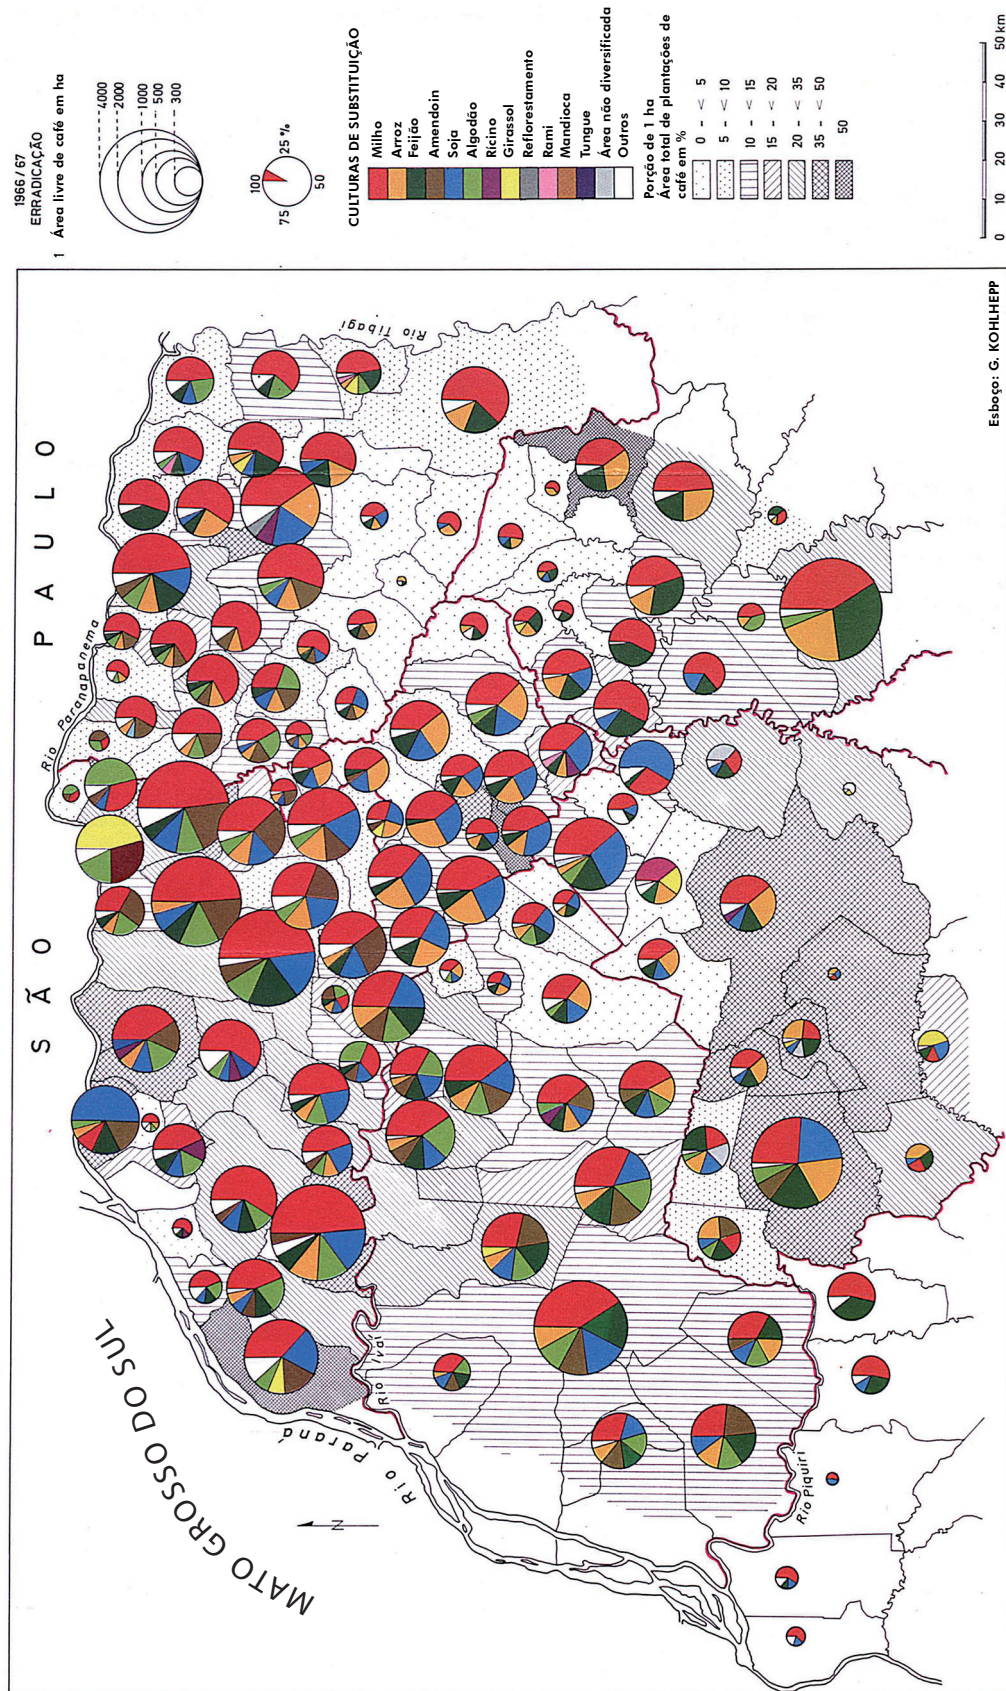 1966 / 67
ERRADICAÇÃO
1 Área livre de café em ha
4000
2000
1000
500
300
100
25 %
50
75
CULTURAS DE SUBSTITUIÇÃO
Milho
Arroz
Feijão
Amendoin
Soja
Algodão
Rícino
Girassol
Reflorestamento
Rami
Mandioca
Tungue
Área não diversificada
Outros
Porção de 1 ha
Área total de plantações de
café em %
0 - < 5
5 - < 10
10 - < 15
15 - < 20
20 - < 35
35 - < 50
50
0 10 20 30 40 50 km
SÃO PAULO
MATO GROSSO DO SUL
Rio Paranapanema
Rio Tibagi
Rio Paraná
Rio Ivaí
Rio Piquiri
N
Esboço: G. KOHLHEPP